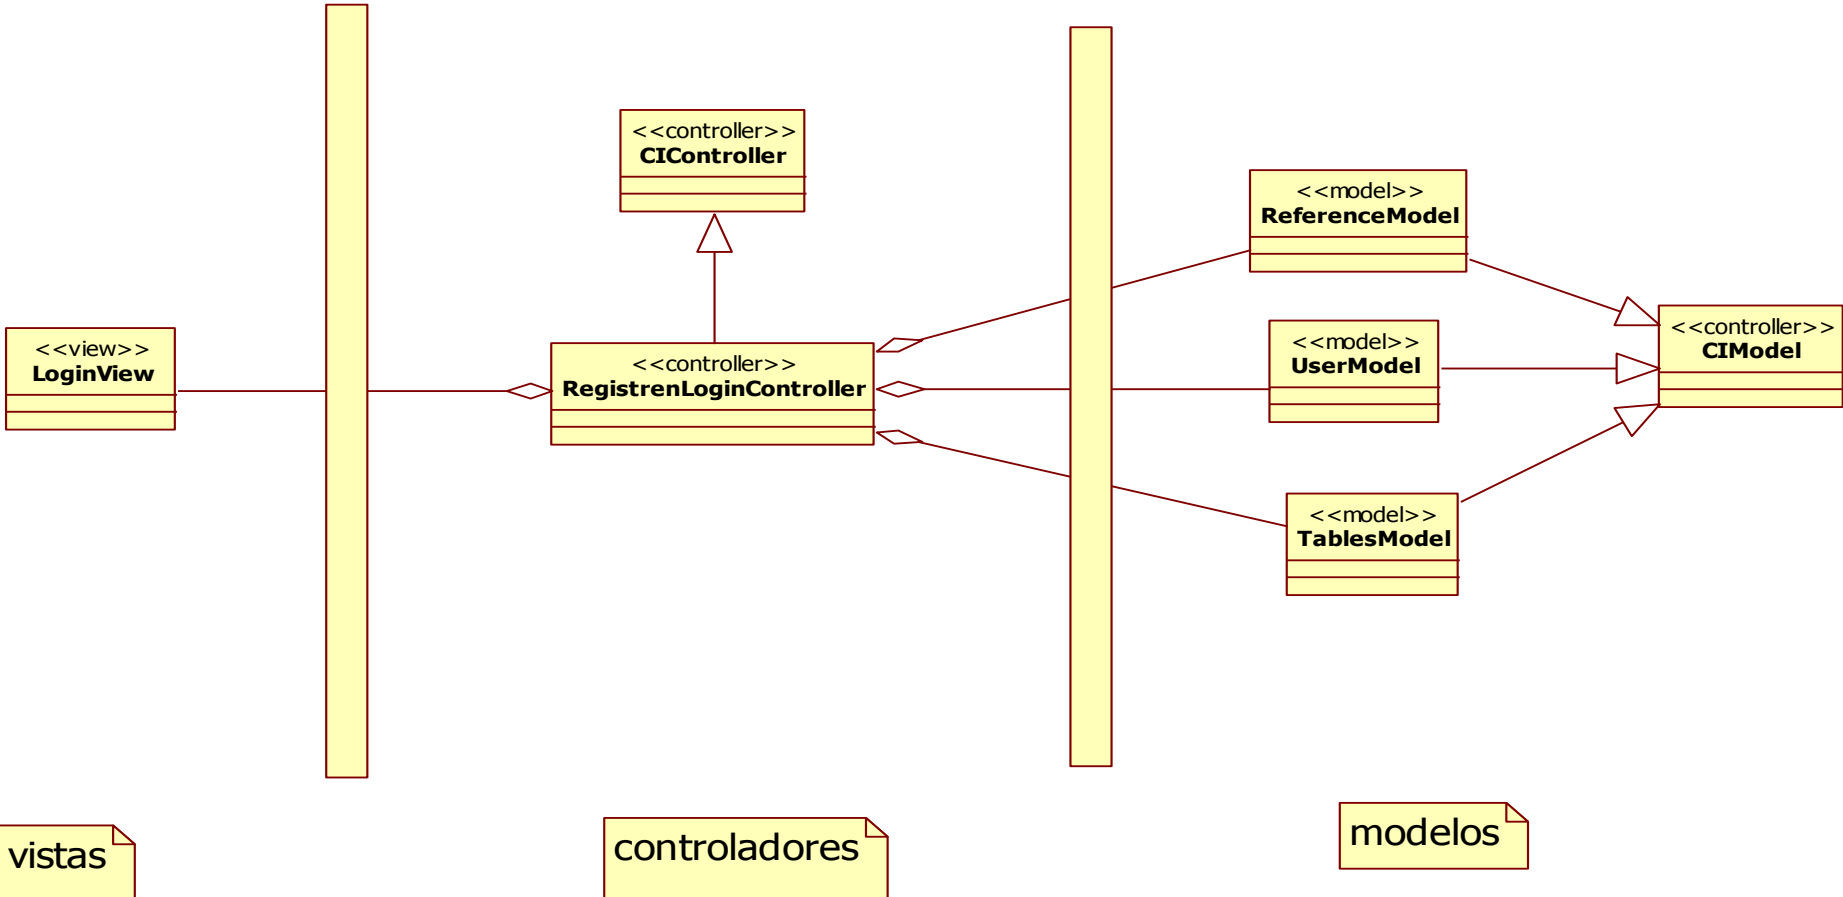 <<controller>>
CIController
<<model>>
ReferenceModel
<<view>>
LoginView
<<controller>>
RegistrenLoginController
<<model>>
UserModel
<<controller>>
CIModel
<<model>>
TablesModel
vistas
controladores
modelos